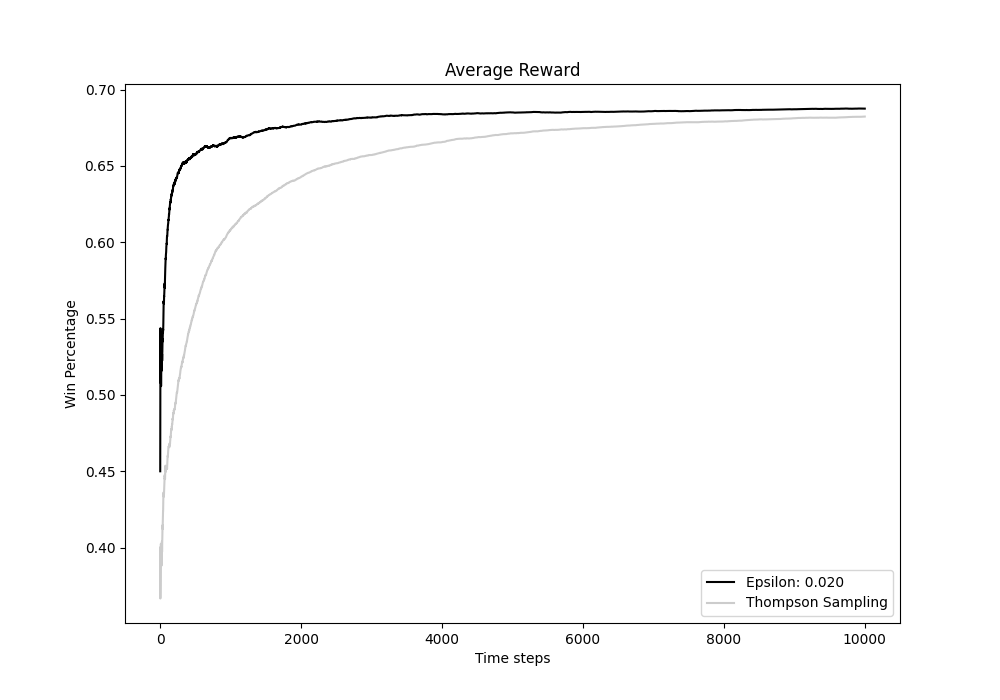 Average Reward
Win Percentage
0.70
0.65
0.60
0.55
0.50
0.45
0.40
0
2000
4000
6000
8000
10000
Time steps
Epsilon: 0.020
Thompson Sampling